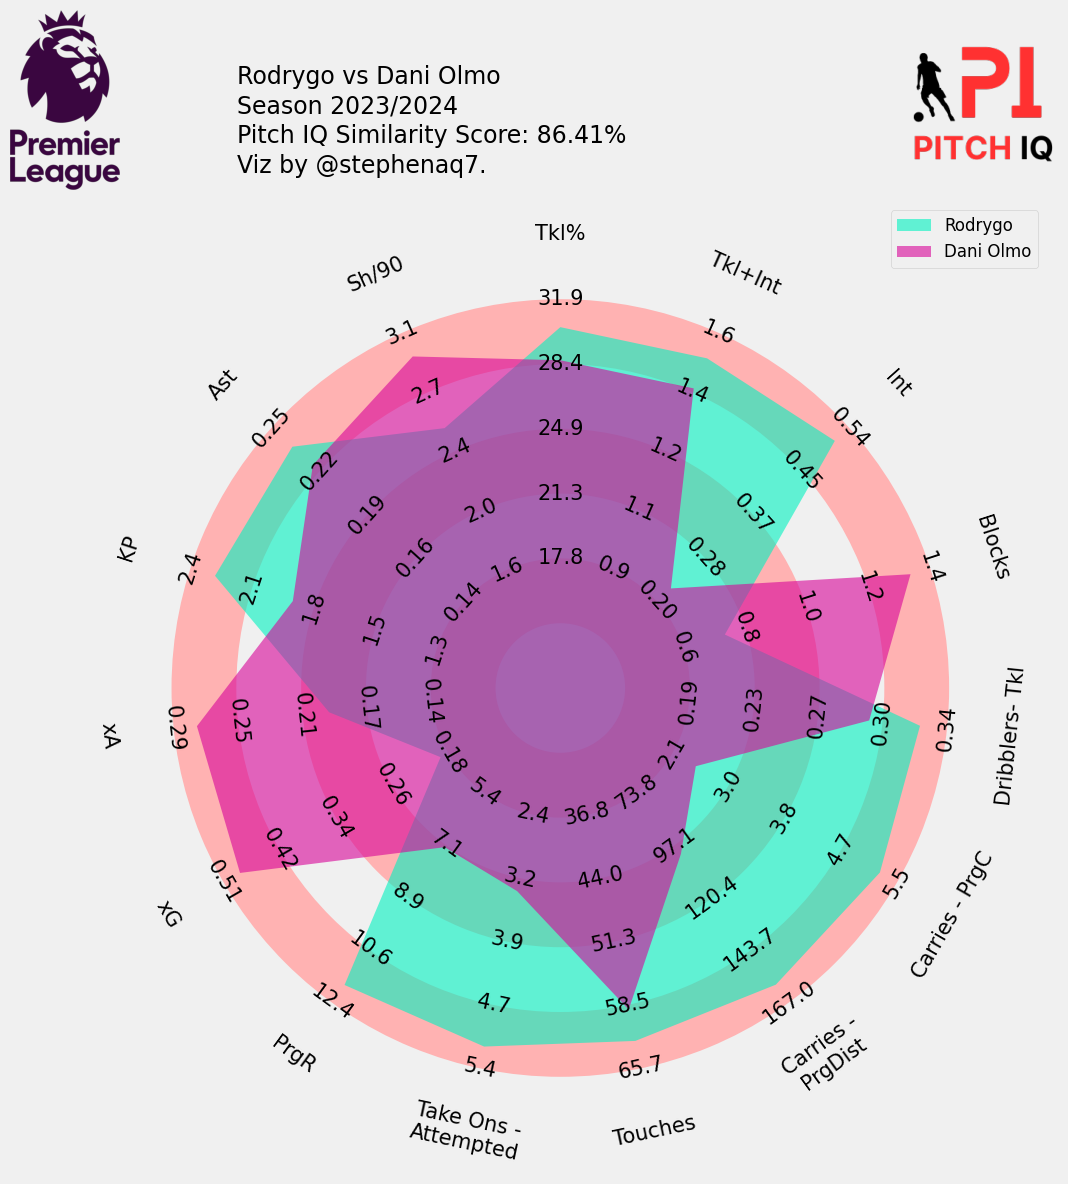 Premier
League
Rodrygo vs Dani Olmo
Season 2023/2024
Pitch IQ Similarity Score: 86.41%
Viz by @stephenaq7.
PI
PITCH IQ
Rodrygo
Dani Olmo
Tkl%
31.9
28.4
24.9
21.3
17.8
Tkl+Int
1.6
1.4
1.2
1.1
0.9
Int
0.54
0.45
0.37
0.28
0.20
Blocks
1.4
1.2
1.0
0.8
0.6
Dribblers- Tkl
0.34
0.30
0.27
0.23
0.19
Carries - PrgC
5.5
4.7
3.8
3.0
2.1
Carries -
PrgDist
167.0
143.7
120.4
97.1
73.8
Touches
65.7
58.5
51.3
44.0
36.8
Take Ons -
Attempted
5.4
4.7
3.9
3.2
2.4
PrgR
12.4
10.6
8.9
7.1
5.4
xG
0.51
0.42
0.34
0.26
0.18
xA
0.29
0.25
0.21
0.17
0.14
KP
2.4
2.1
1.8
1.5
1.3
Ast
0.25
0.22
0.19
0.16
0.14
Sh/90
3.1
2.7
2.4
2.0
1.6